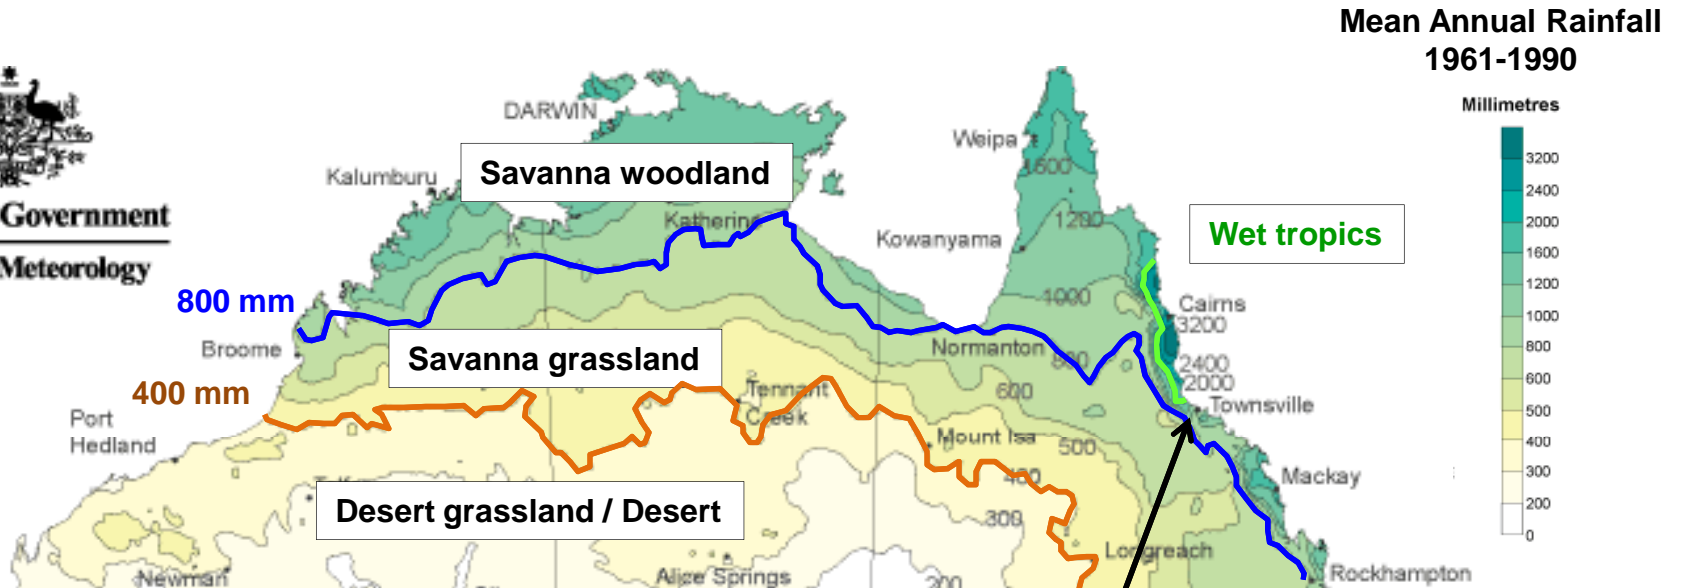 Mean Annual Rainfall
1961-1990
Millimetres
3200
2400
2000
1600
1200
1000
800
600
500
400
300
200
0
Government
Meteorology
DARWIN
Kalumburu
Savanna woodland
Katherine
Weipa
1600
1200
Kowanyama
Wet tropics
800 mm
1000
Cairns
3200
Broome
Savanna grassland
Normanton
800
2400
2000
400 mm
Tennant
Creek
600
Townsville
Port
Hedland
Mount Isa
500
400
Mackay
Desert grassland / Desert
300
Longreach
Newman
Alice Springs
200
Rockhampton